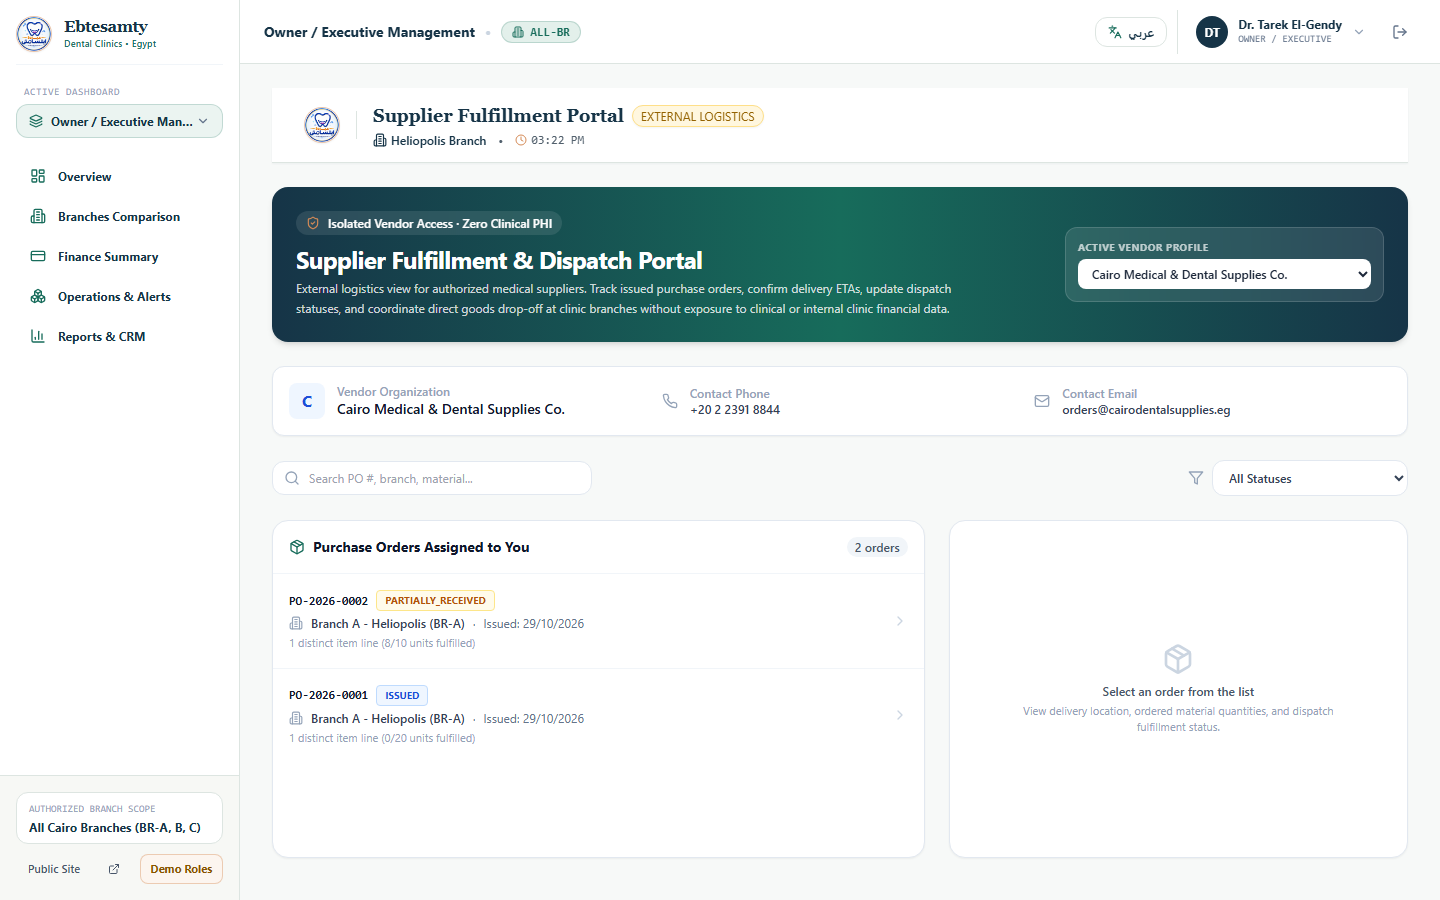 Ebtesamty
Dental Clinics • Egypt
ACTIVE DASHBOARD
Owner / Executive Man...
Overview
Branches Comparison
Finance Summary
Operations & Alerts
Reports & CRM
AUTHORIZED BRANCH SCOPE
All Cairo Branches (BR-A, B, C)
Public Site
Demo Roles
Owner / Executive Management
ALL-BR
عربي
DT
Dr. Tarek El-Gendy
OWNER / EXECUTIVE
Supplier Fulfillment Portal
EXTERNAL LOGISTICS
Heliopolis Branch • 03:22 PM
Isolated Vendor Access · Zero Clinical PHI
Supplier Fulfillment & Dispatch Portal
External logistics view for authorized medical suppliers. Track issued purchase orders, confirm delivery ETAs, update dispatch
statuses, and coordinate direct goods drop-off at clinic branches without exposure to clinical or internal clinic financial data.
ACTIVE VENDOR PROFILE
Cairo Medical & Dental Supplies Co.
C
Vendor Organization
Cairo Medical & Dental Supplies Co.
Contact Phone
+20 2 2391 8844
Contact Email
orders@cairodentalsupplies.eg
Search PO #, branch, material...
All Statuses
Purchase Orders Assigned to You
2 orders
PO-2026-0002 PARTIALLY_RECEIVED
Branch A - Heliopolis (BR-A) · Issued: 29/10/2026
1 distinct item line (8/10 units fulfilled)
PO-2026-0001 ISSUED
Branch A - Heliopolis (BR-A) · Issued: 29/10/2026
1 distinct item line (0/20 units fulfilled)
Select an order from the list
View delivery location, ordered material quantities, and dispatch
fulfillment status.